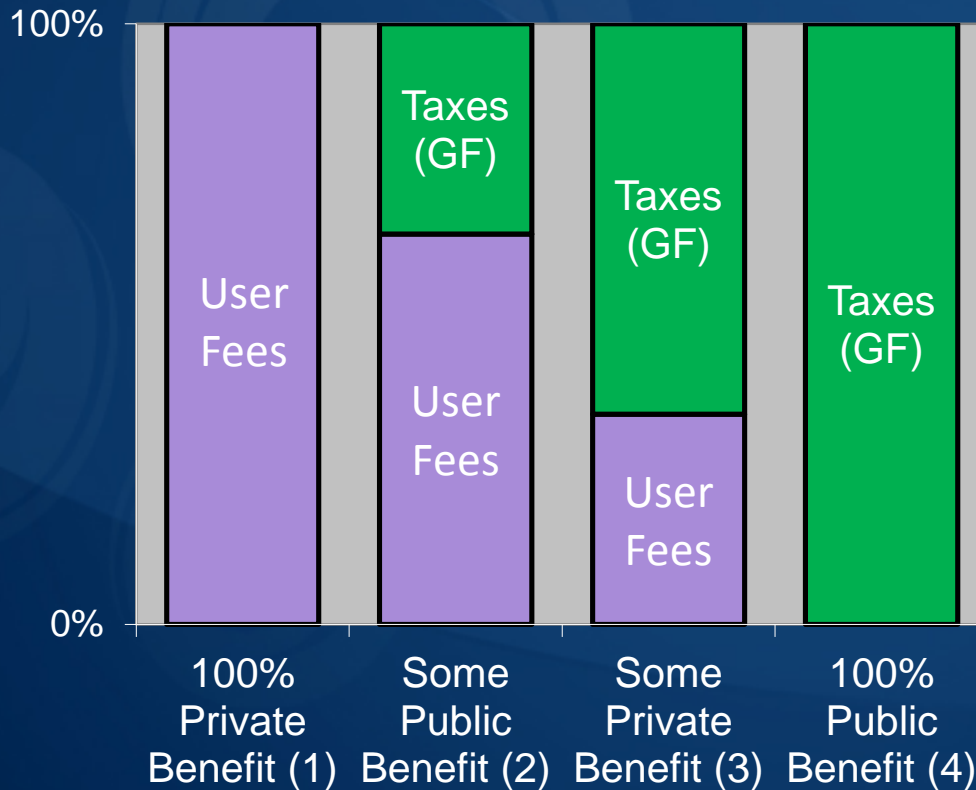 100%
User
Fees
Taxes
(GF)
User
Fees
Taxes
(GF)
User
Fees
Taxes
(GF)
0%
100%
Private
Benefit (1)
Some
Public
Benefit (2)
Some
Private
Benefit (3)
100%
Public
Benefit (4)